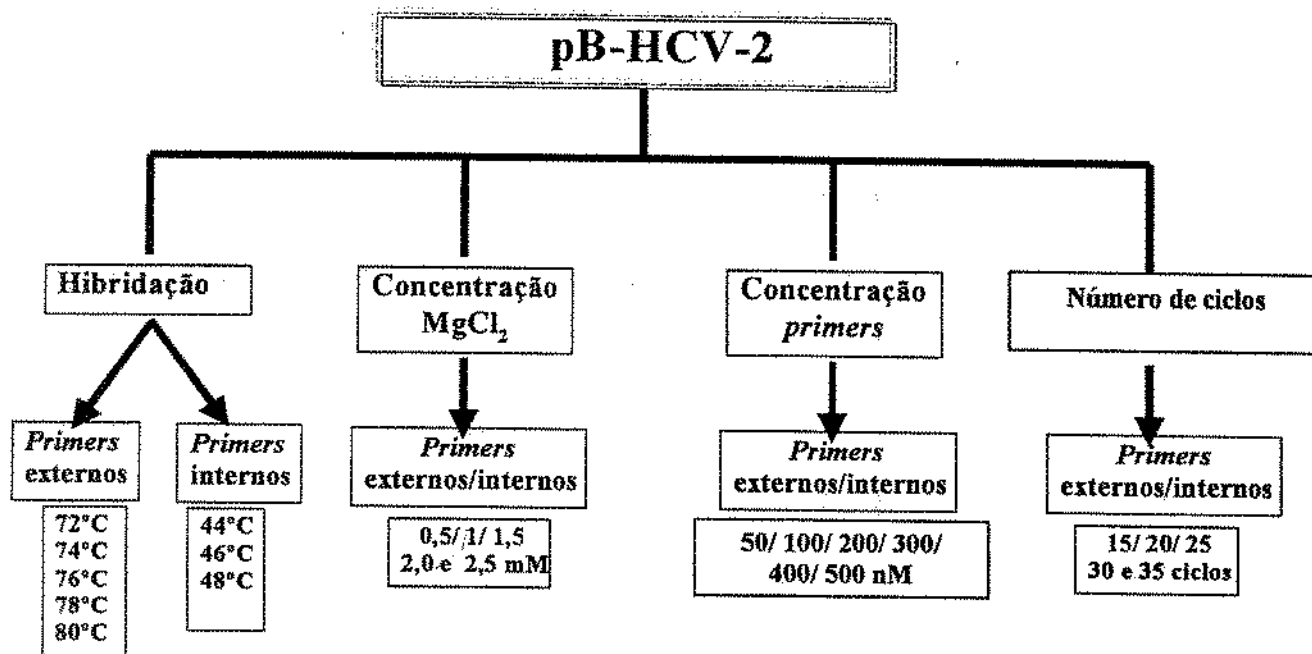 pB-HCV-2
Hibridação
Concentração
MgCl₂
Concentração
primers
Número de ciclos
Primers
externos
Primers
internos
Primers
externos/internos
Primers
externos/internos
Primers
externos/internos
72°C
74°C
76°C
78°C
80°C
44°C
46°C
48°C
0,5/ 1/ 1,5
2,0 e 2,5 mM
50/ 100/ 200/ 300/
400/ 500 nM
15/ 20/ 25
30 e 35 ciclos